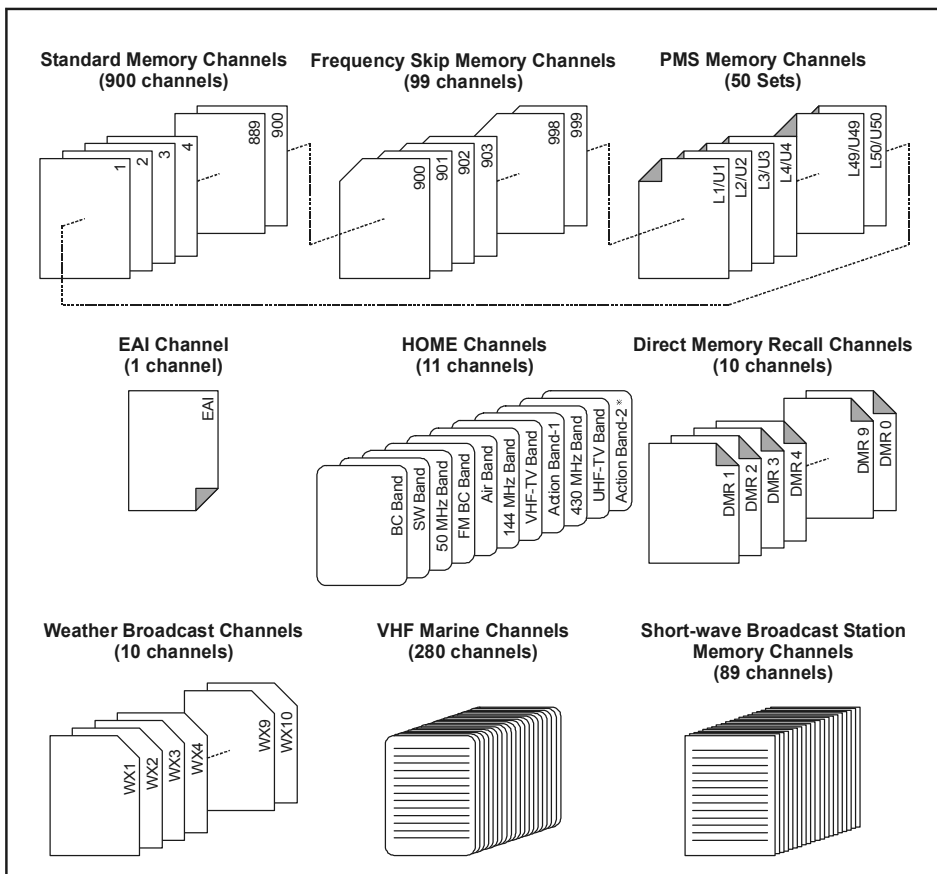 Standard Memory Channels
(900 channels)
1
2
3
4
889
900
Frequency Skip Memory Channels
(99 channels)
900
901
902
903
998
999
PMS Memory Channels
(50 Sets)
L1/U1
L2/U2
L3/U3
L4/U4
L49/U49
L50/U50
EAI Channel
(1 channel)
EAI
HOME Channels
(11 channels)
BC Band
SW Band
50 MHz Band
FM BC Band
Air Band
144 MHz Band
VHF-TV Band
Action Band-1
430 MHz Band
UHF-TV Band
Action Band-2 ※
Direct Memory Recall Channels
(10 channels)
DMR 1
DMR 2
DMR 3
DMR 4
DMR 9
DMR 0
Weather Broadcast Channels
(10 channels)
WX1
WX2
WX3
WX4
WX9
WX10
VHF Marine Channels
(280 channels)
Short-wave Broadcast Station
Memory Channels
(89 channels)